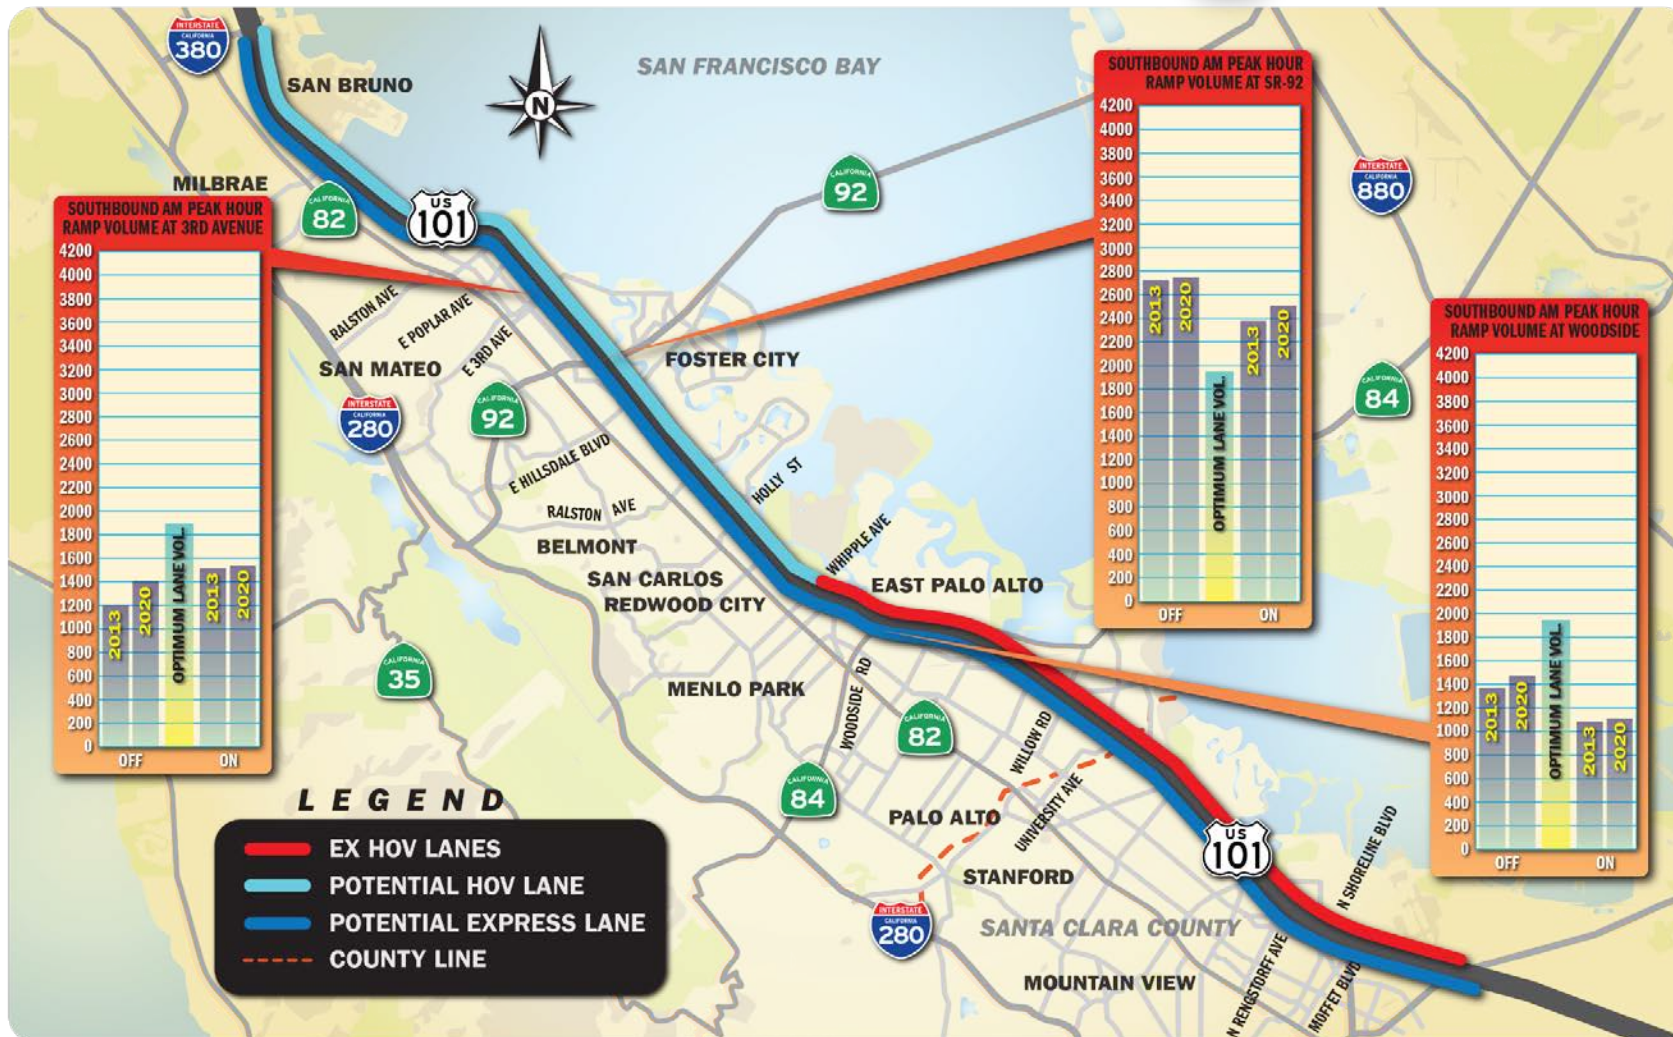 INTERSTATE
CALIFORNIA
380
SAN BRUNO
N
SAN FRANCISCO BAY
MILBRAE
CALIFORNIA
82
US
101
CALIFORNIA
92
INTERSTATE
CALIFORNIA
880
SOUTHBOUND AM PEAK HOUR
RAMP VOLUME AT 3RD AVENUE
4200
4000
3800
3600
3400
3200
3000
2800
2600
2400
2200
2000
1800
1600
1400
1200
1000
800
600
400
200
0
2013
2020
OPTIMUM LANE VOL.
2013
2020
OFF
ON
SOUTHBOUND AM PEAK HOUR
RAMP VOLUME AT SR-92
4200
4000
3800
3600
3400
3200
3000
2800
2600
2400
2200
2000
1800
1600
1400
1200
1000
800
600
400
200
0
2013
2020
OPTIMUM LANE VOL.
2013
2020
OFF
ON
SOUTHBOUND AM PEAK HOUR
RAMP VOLUME AT WOODSIDE
4200
4000
3800
3600
3400
3200
3000
2800
2600
2400
2200
2000
1800
1600
1400
1200
1000
800
600
400
200
0
2013
2020
OPTIMUM LANE VOL.
2013
2020
OFF
ON
RALSTON AVE
E POPLAR AVE
E 3RD AVE
SAN MATEO
FOSTER CITY
INTERSTATE
CALIFORNIA
280
CALIFORNIA
92
CALIFORNIA
84
E HILLSDALE BLVD
HOLLY ST
RALSTON AVE
BELMONT
WHIPPLE AVE
SAN CARLOS
REDWOOD CITY
EAST PALO ALTO
CALIFORNIA
35
MENLO PARK
WOODSIDE RD
CALIFORNIA
82
WILLOW RD
CALIFORNIA
84
PALO ALTO
UNIVERSITY AVE
US
101
N SHORELINE BLVD
STANFORD
INTERSTATE
CALIFORNIA
280
SANTA CLARA COUNTY
MOUNTAIN VIEW
N RENGSTORFF AVE
MOFFET BLVD
LEGEND
EX HOV LANES
POTENTIAL HOV LANE
POTENTIAL EXPRESS LANE
COUNTY LINE